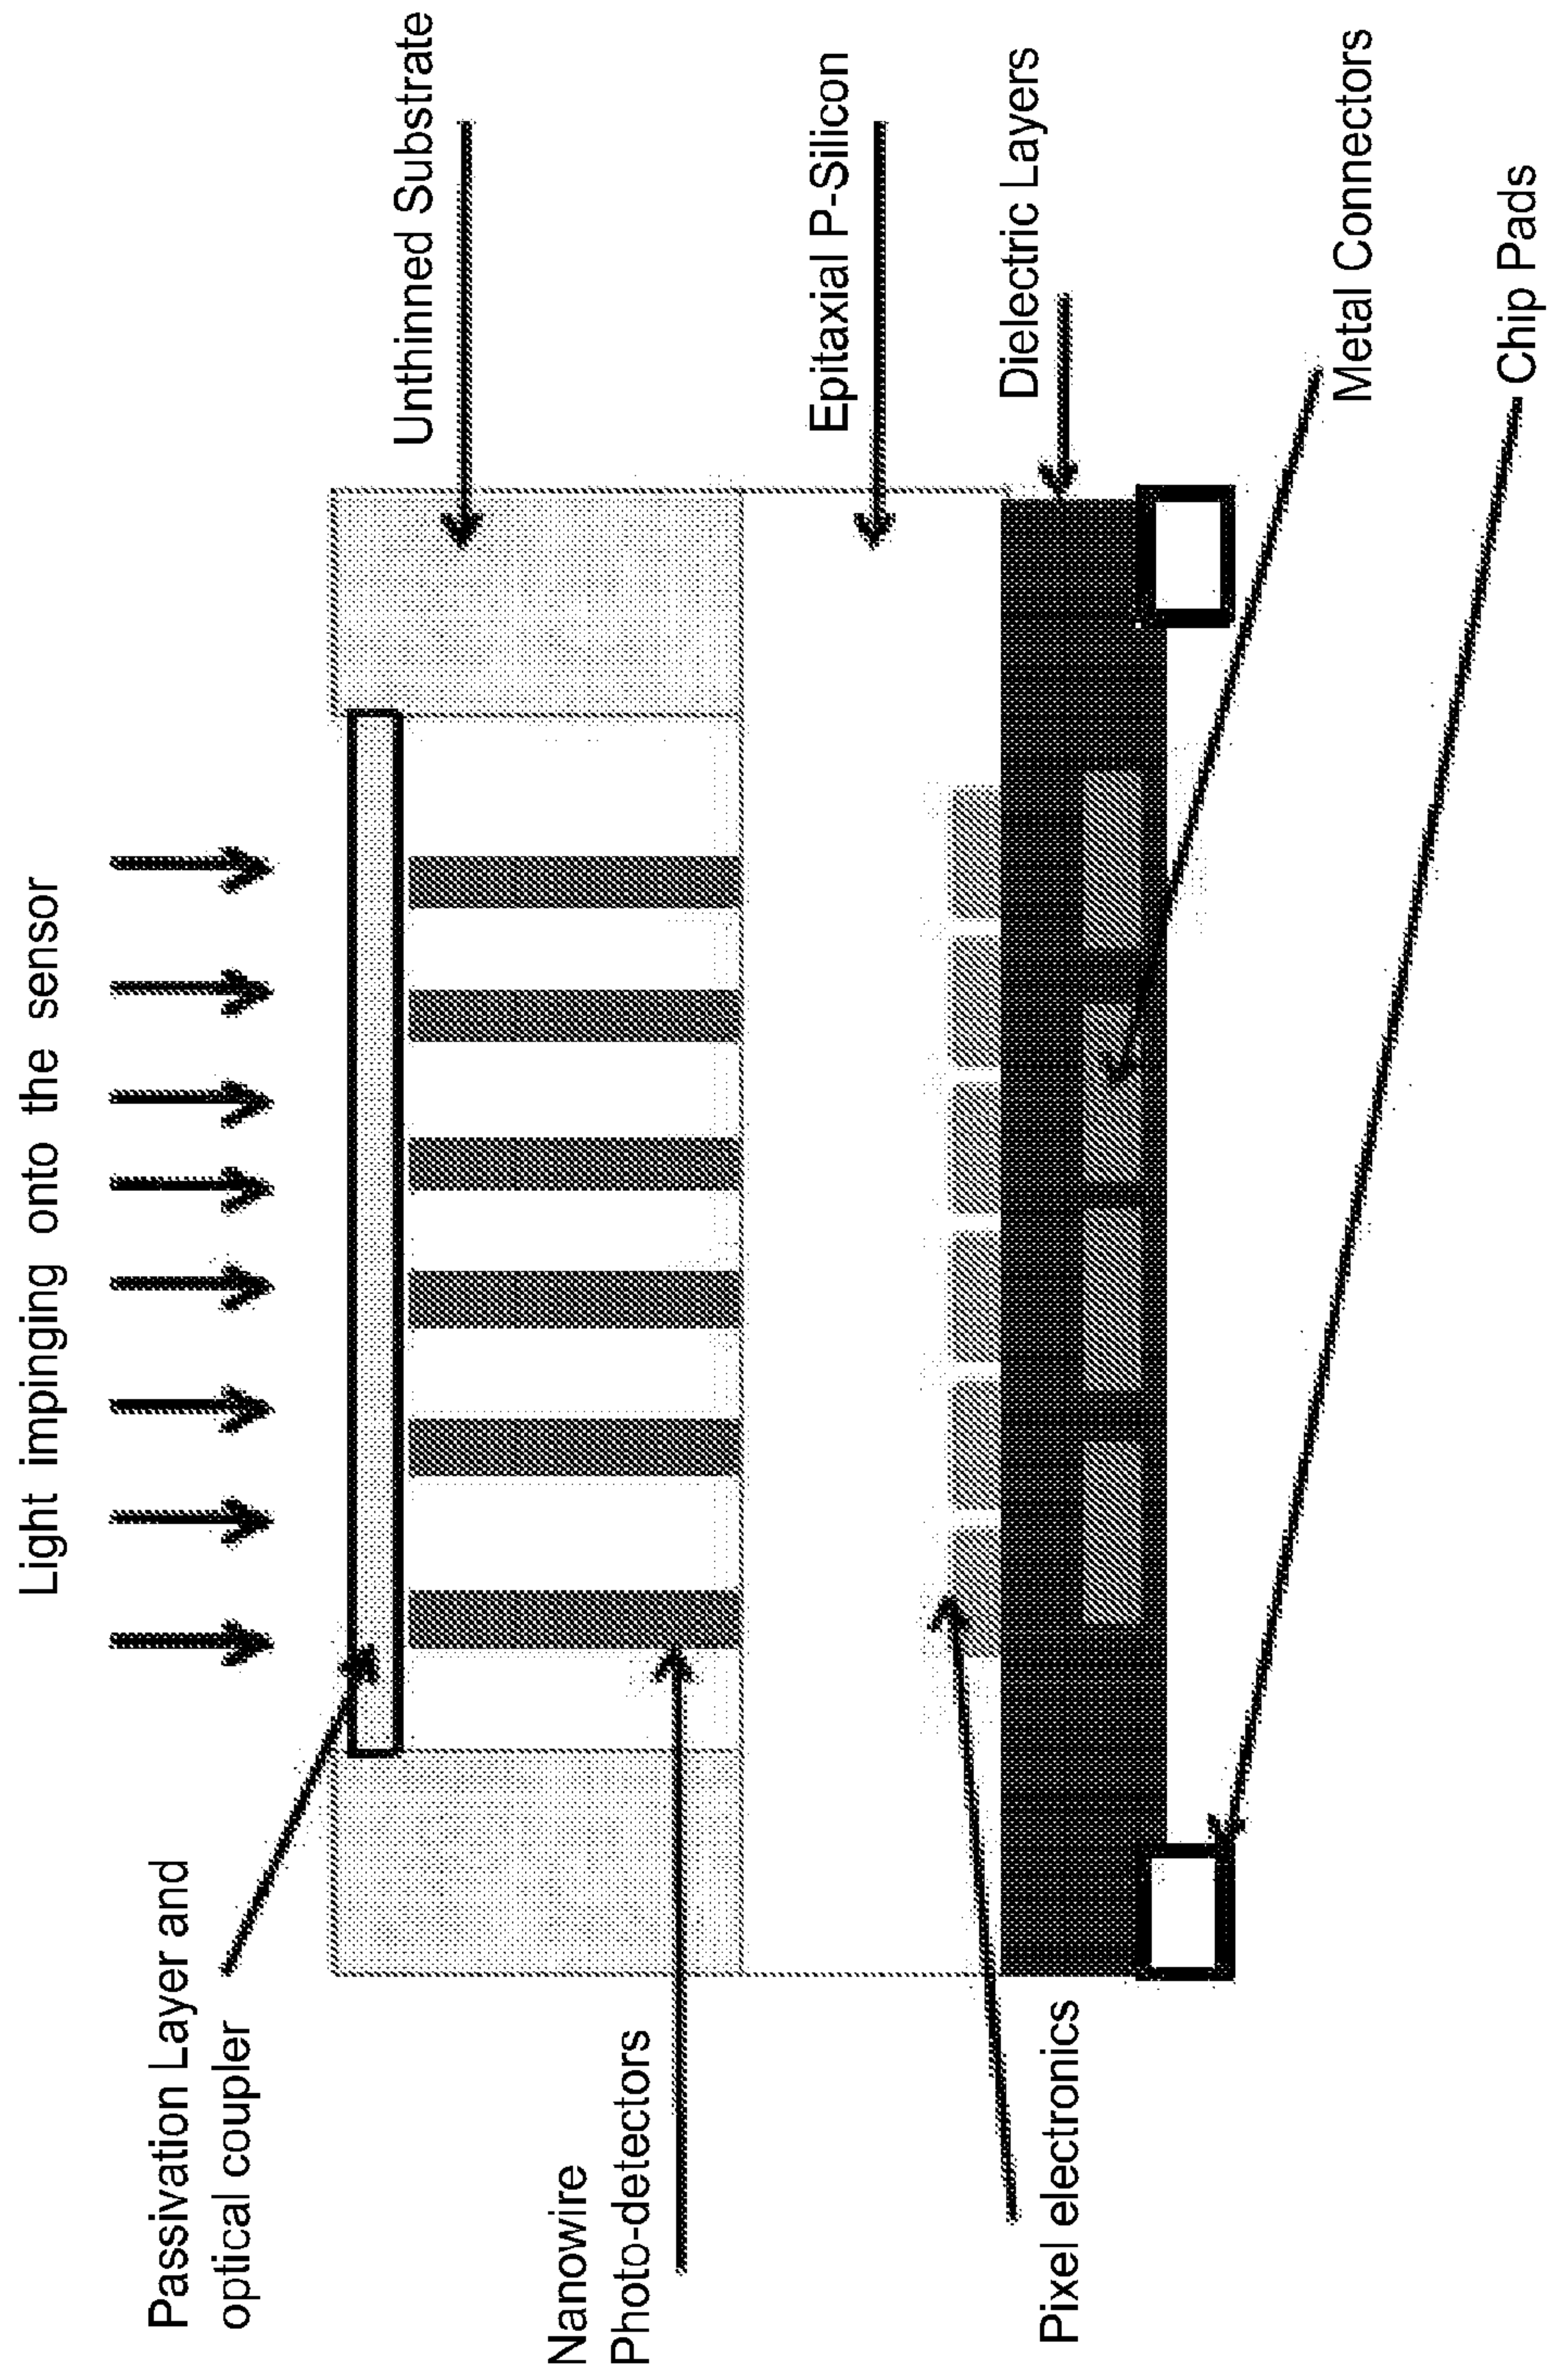 Light impinging onto the sensor
Passivation Layer and
optical coupler
Unthinned Substrate
Nanowire
Photo-detectors
Epitaxial P-Silicon
Dielectric Layers
Pixel electronics
Metal Connectors
Chip Pads